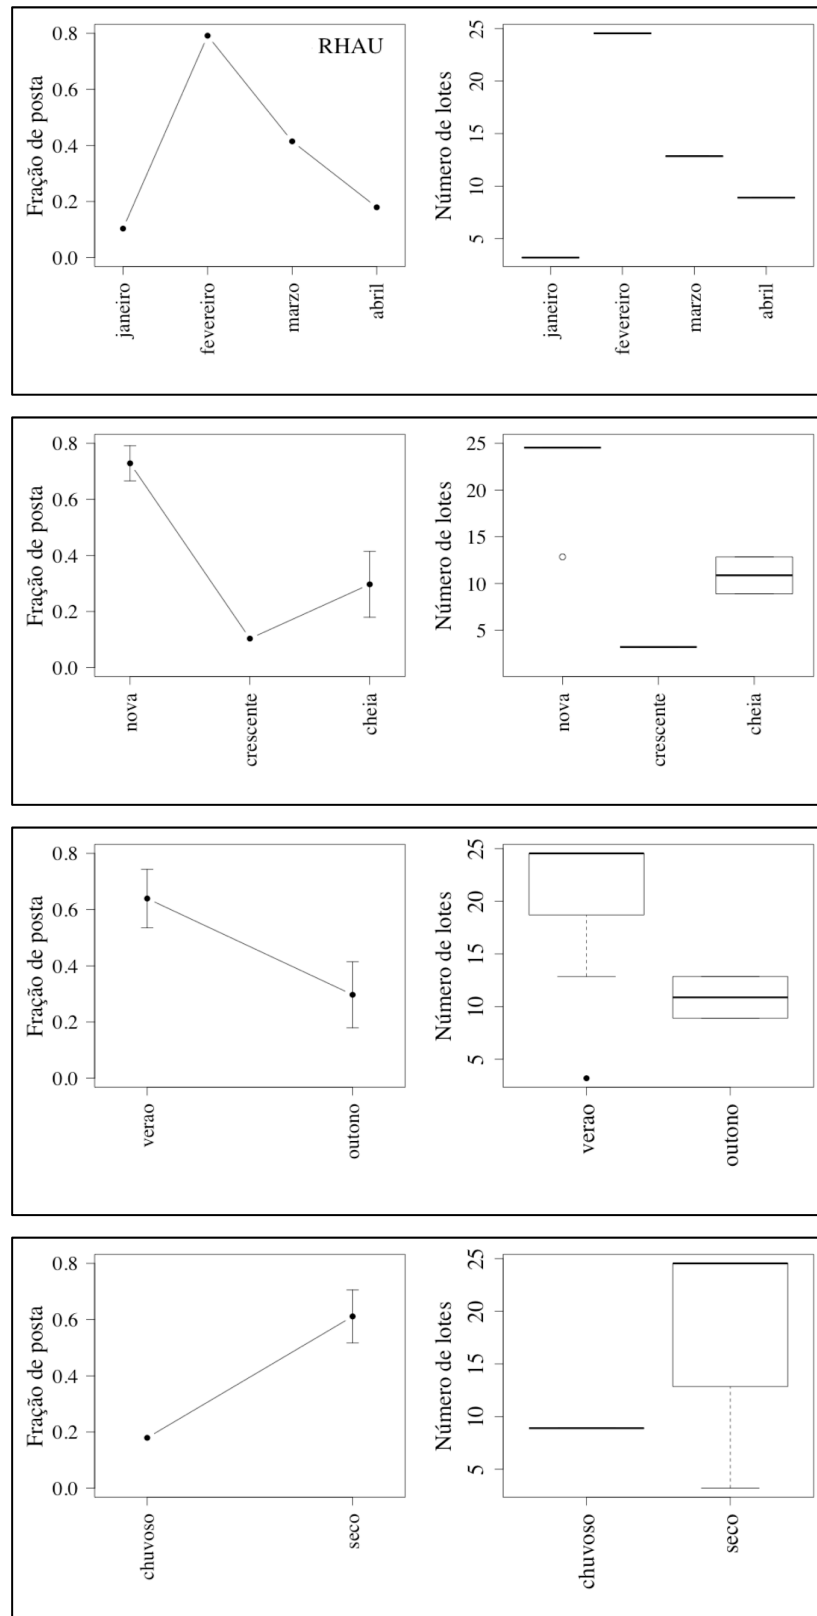 Fração de posta
0.8
0.6
0.4
0.2
0.0
RHAU
janeiro
fevereiro
marzo
abril
Número de lotes
25
20
15
10
5
janeiro
fevereiro
marzo
abril
Fração de posta
0.8
0.6
0.4
0.2
0.0
nova
crescente
cheia
Número de lotes
25
20
15
10
5
nova
crescente
cheia
Fração de posta
0.8
0.6
0.4
0.2
0.0
verao
outono
Número de lotes
25
20
15
10
5
verao
outono
Fração de posta
0.8
0.6
0.4
0.2
0.0
chuvoso
seco
Número de lotes
25
20
15
10
5
chuvoso
seco